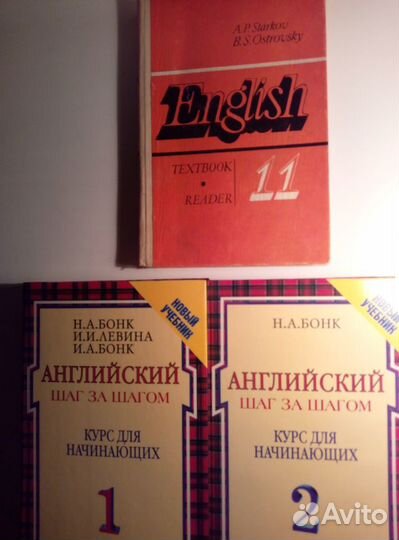 A.P. Starkov
B.S. Ostrovsky
English
TEXTBOOK
READER
11
НОВЫЙ
УЧЕБНИК
Н.А.БОНК
И.И.ЛЕВИНА
И.А.БОНК
АНГЛИЙСКИЙ
ШАГ ЗА ШАГОМ
КУРС ДЛЯ
НАЧИНАЮЩИХ
1
НОВЫЙ
УЧЕБНИК
Н.А.БОНК
АНГЛИЙСКИЙ
ШАГ ЗА ШАГОМ
КУРС ДЛЯ
НАЧИНАЮЩИХ
2
Avito